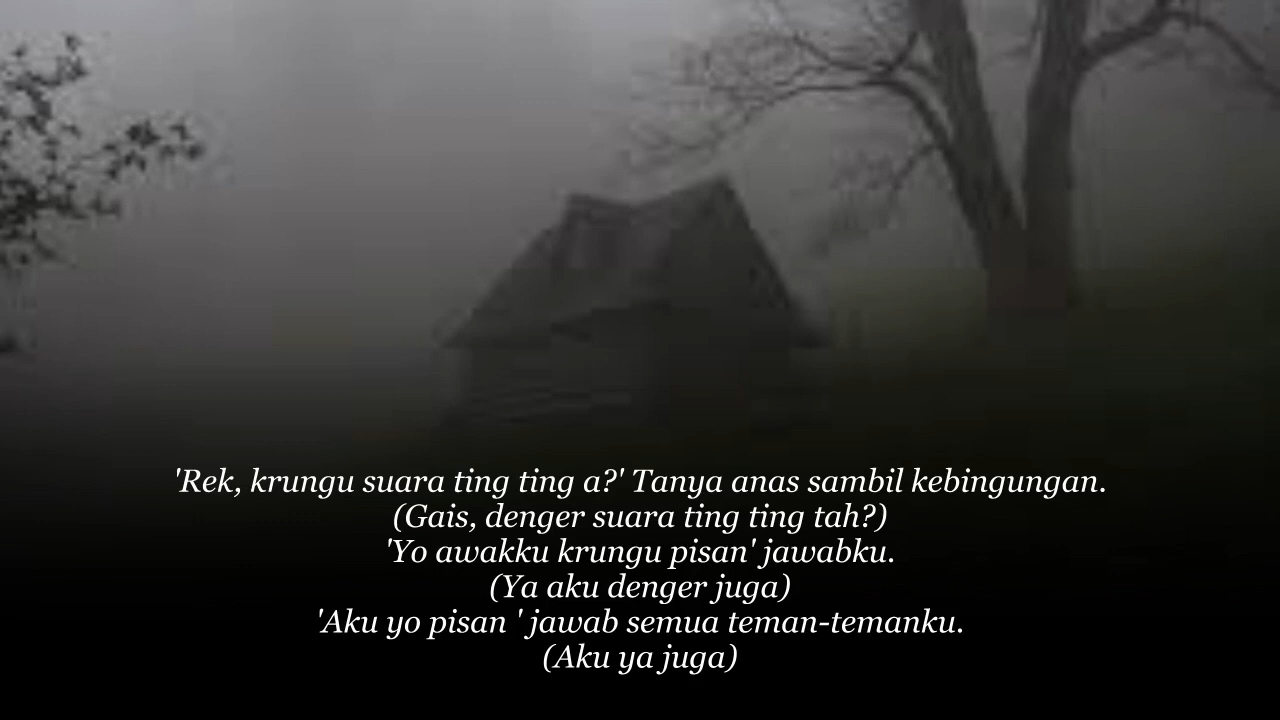 'Rek, krungu suara ting ting a?' Tanya anas sambil kebingungan.
(Gais, denger suara ting ting tah?)
'Yo awakku krungu pisan' jawabku.
(Ya aku denger juga)
'Aku yo pisan ' jawab semua teman-temanku.
(Aku ya juga)